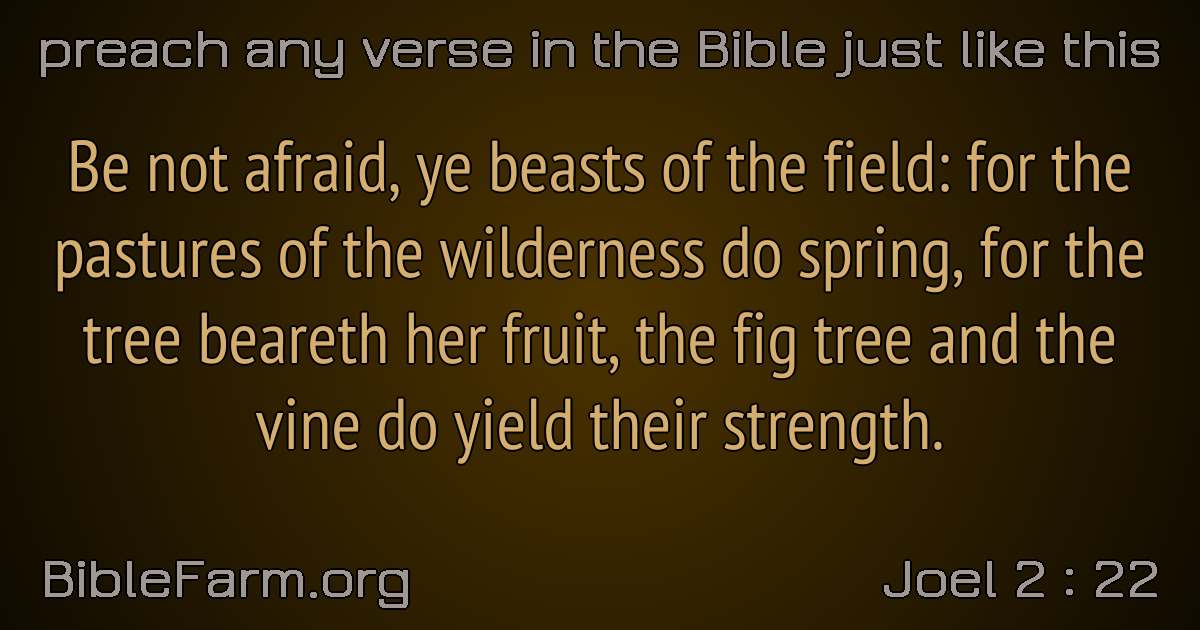 preach any verse in the Bible just like this
Be not afraid, ye beasts of the field: for the
pastures of the wilderness do spring, for the
tree beareth her fruit, the fig tree and the
vine do yield their strength.
BibleFarm.org
Joel 2 : 22